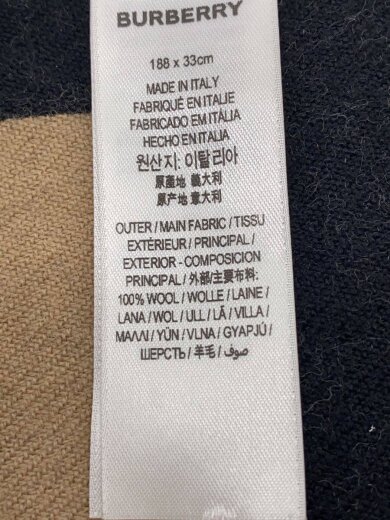 BURBERRY
188 x 33cm
MADE IN ITALY
FABRIQUÉ EN ITALIE
FABRICADO EM ITÁLIA
HECHO EN ITALIA
원산지: 이탈리아
原產地 義大利
原产地 意大利
OUTER / MAIN FABRIC / TISSU
EXTÉRIEUR / PRINCIPAL /
EXTERIOR - COMPOSICION
PRINCIPAL / 外部/主要布料:
100% WOOL / WOLLE / LAINE /
LANA / WOL / ULL / LÃ / VILLA /
ΜΑΛΛΙ / YÜN / VLNA / GYAPJÚ /
ШЕРСТЬ / 羊毛 / صوف /